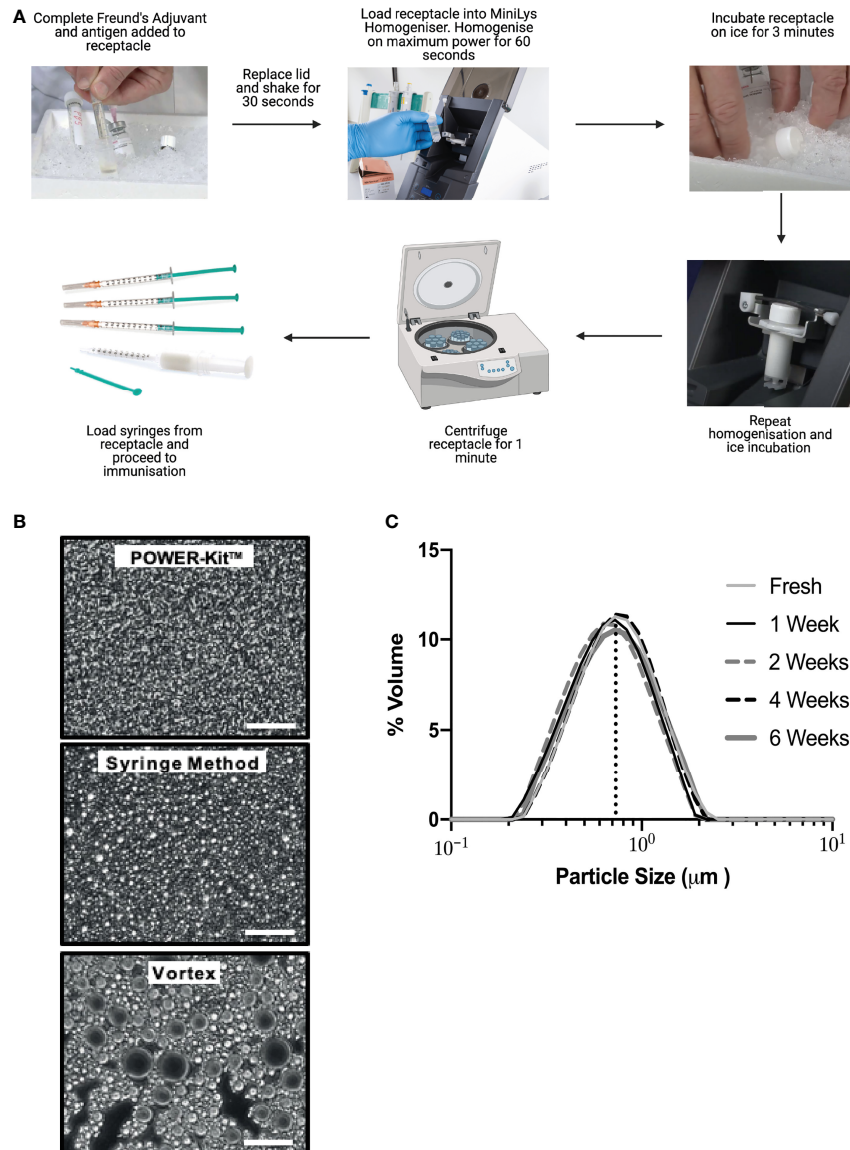 A
Complete Freund's Adjuvant
and antigen added to
receptacle
Replace lid
and shake for
30 seconds
Load receptacle into MiniLys
Homogeniser. Homogenise
on maximum power for 60
seconds
Incubate receptacle
on ice for 3 minutes
Repeat
homogenisation and
ice incubation
Centrifuge
receptacle for 1
minute
Load syringes from
receptacle and
proceed to
immunisation
B
POWER-Kit™
Syringe Method
Vortex
C
15
10
5
0
% Volume
10⁻¹
10⁰
10¹
Particle Size (μm )
Fresh
1 Week
2 Weeks
4 Weeks
6 Weeks